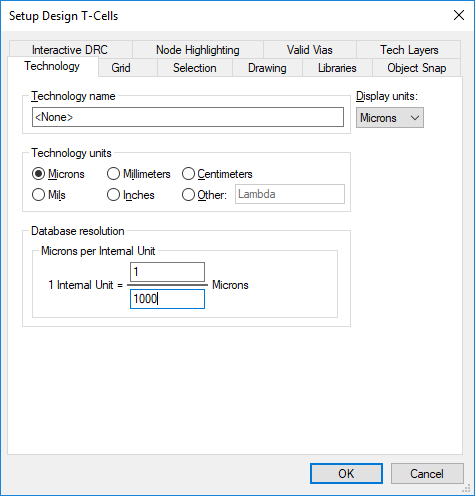 Setup Design T-Cells
Interactive DRC Node Highlighting Valid Vias Tech Layers
Technology Grid Selection Drawing Libraries Object Snap
Technology name
<None>
Display units:
Microns
Technology units
Microns Millimeters Centimeters
Mils Inches Other: Lambda
Database resolution
Microns per Internal Unit
1
1 Internal Unit = Microns
1000
OK Cancel